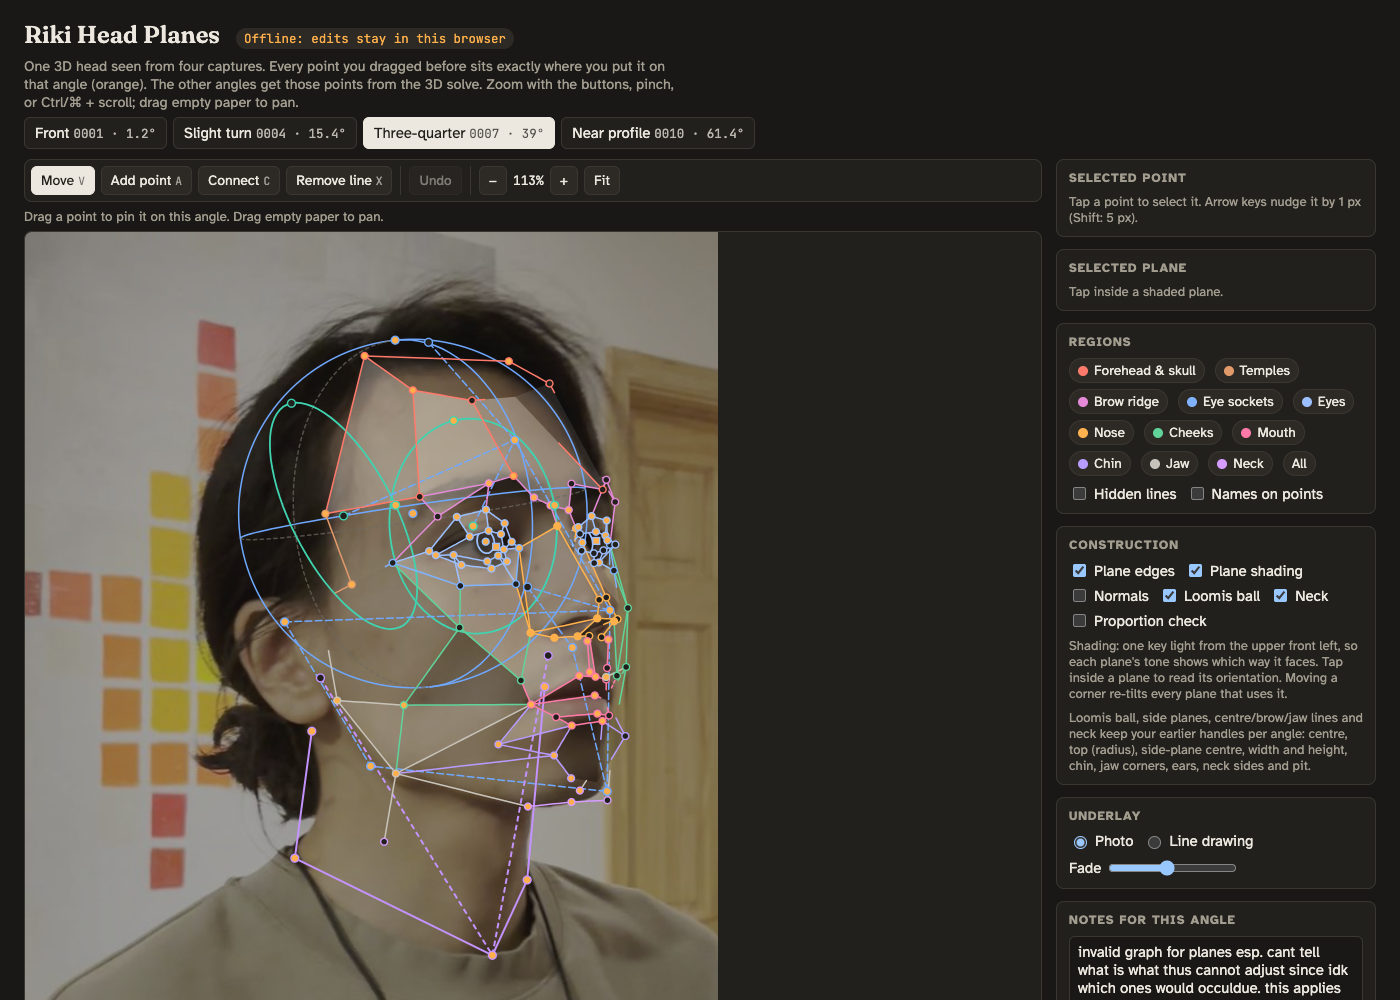 Riki Head Planes
Offline: edits stay in this browser
One 3D head seen from four captures. Every point you dragged before sits exactly where you put it on
that angle (orange). The other angles get those points from the 3D solve. Zoom with the buttons, pinch,
or Ctrl/⌘ + scroll; drag empty paper to pan.
Front 0001 · 1.2°
Slight turn 0004 · 15.4°
Three-quarter 0007 · 39°
Near profile 0010 · 61.4°
Move V
Add point A
Connect C
Remove line X
Undo
−
113%
+
Fit
Drag a point to pin it on this angle. Drag empty paper to pan.
SELECTED POINT
Tap a point to select it. Arrow keys nudge it by 1 px
(Shift: 5 px).
SELECTED PLANE
Tap inside a shaded plane.
REGIONS
Forehead & skull
Temples
Brow ridge
Eye sockets
Eyes
Nose
Cheeks
Mouth
Chin
Jaw
Neck
All
Hidden lines
Names on points
CONSTRUCTION
Plane edges
Plane shading
Normals
Loomis ball
Neck
Proportion check
Shading: one key light from the upper front left, so
each plane's tone shows which way it faces. Tap
inside a plane to read its orientation. Moving a
corner re-tilts every plane that uses it.
Loomis ball, side planes, centre/brow/jaw lines and
neck keep your earlier handles per angle: centre,
top (radius), side-plane centre, width and height,
chin, jaw corners, ears, neck sides and pit.
UNDERLAY
Photo
Line drawing
Fade
NOTES FOR THIS ANGLE
invalid graph for planes esp. cant tell
what is what thus cannot adjust since idk
which ones would occuldue. this applies